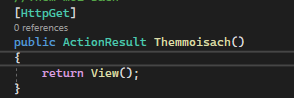 [HttpGet]
0 references
public ActionResult Themmoisach()
{
return View();
}